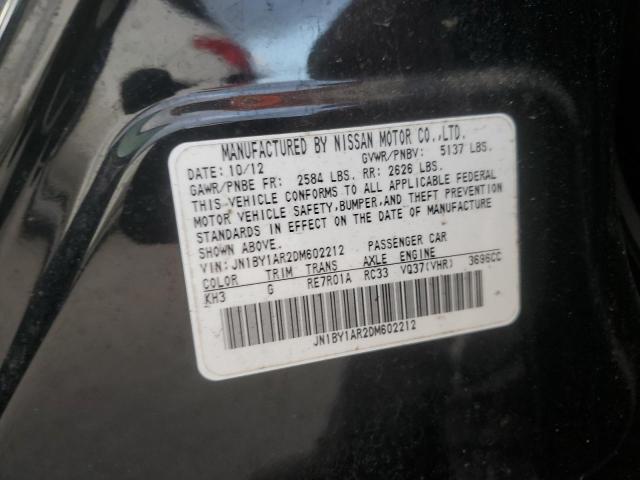 MANUFACTURED BY NISSAN MOTOR CO.,LTD.
DATE: 10/12 GVWR/PNBV: 5137 LBS.
GAWR/PNBE FR: 2584 LBS. RR: 2626 LBS.
THIS VEHICLE CONFORMS TO ALL APPLICABLE FEDERAL
MOTOR VEHICLE SAFETY,BUMPER,AND THEFT PREVENTION
STANDARDS IN EFFECT ON THE DATE OF MANUFACTURE
SHOWN ABOVE.
VIN: JN1BY1AR2DM602212 PASSENGER CAR
COLOR TRIM TRANS AXLE ENGINE
KH3 G RE7R01A RC33 VQ37(VHR) 3696CC
JN1BY1AR2DM602212